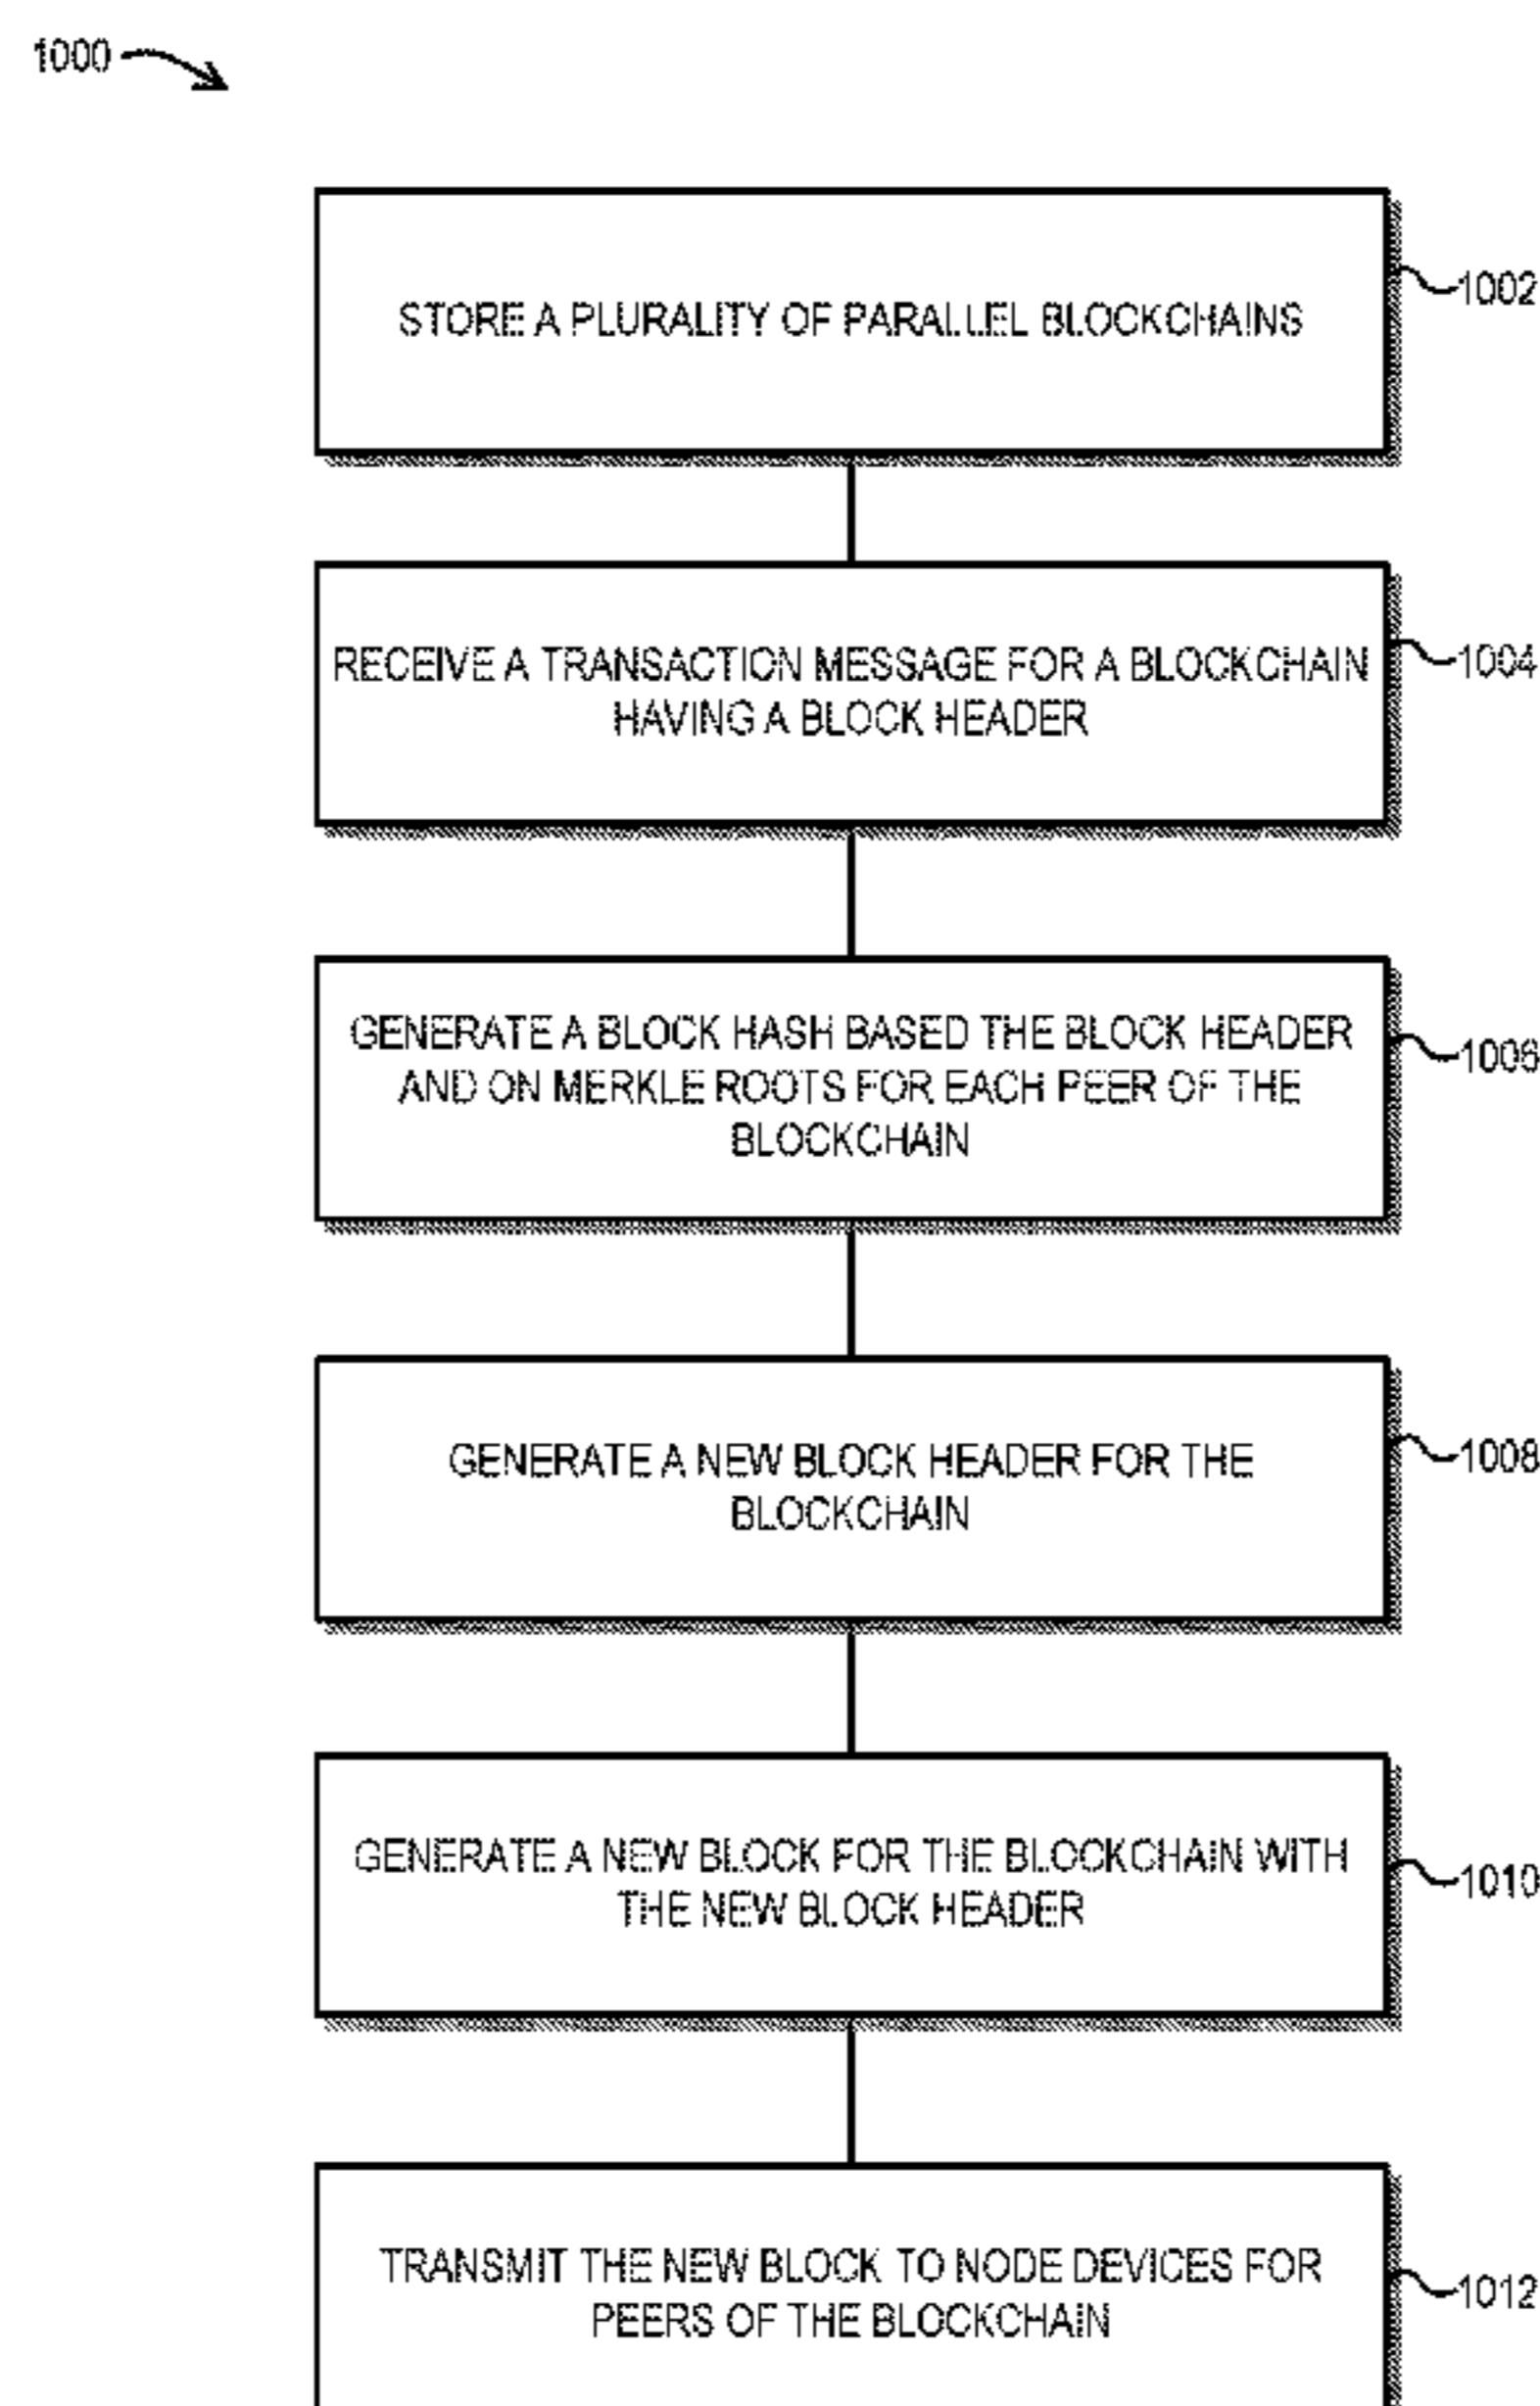 1000
STORE A PLURALITY OF PARALLEL BLOCKCHAINS
1002
RECEIVE A TRANSACTION MESSAGE FOR A BLOCKCHAIN
HAVING A BLOCK HEADER
1004
GENERATE A BLOCK HASH BASED THE BLOCK HEADER
AND ON MERKLE ROOTS FOR EACH PEER OF THE
BLOCKCHAIN
1006
GENERATE A NEW BLOCK HEADER FOR THE
BLOCKCHAIN
1008
GENERATE A NEW BLOCK FOR THE BLOCKCHAIN WITH
THE NEW BLOCK HEADER
1010
TRANSMIT THE NEW BLOCK TO NODE DEVICES FOR
PEERS OF THE BLOCKCHAIN
1012